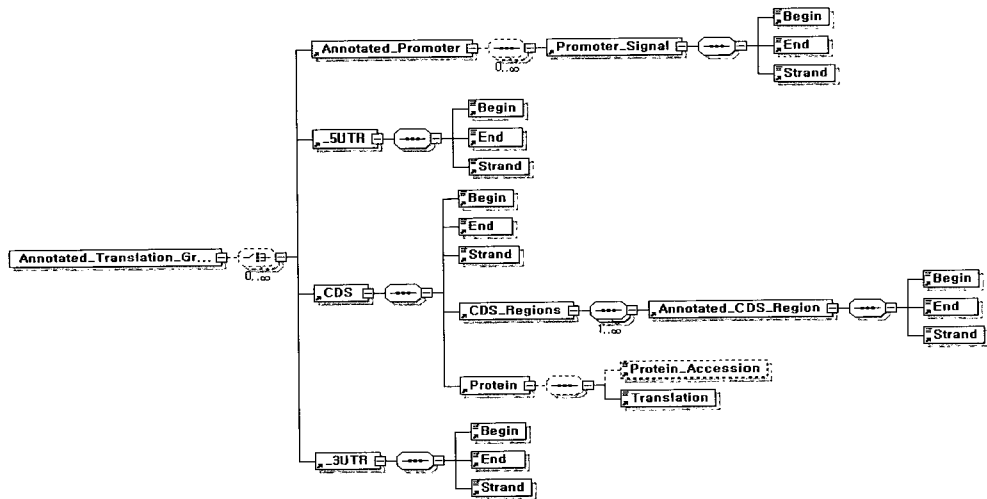 Begin
Annotated_Promoter
Promoter_Signal
End
0..∞
Strand
Begin
_5UTR
End
Strand
Begin
End
Strand
Annotated_Translation_Gr...
0..∞
CDS
Begin
CDS_Regions
Annotated_CDS_Region
End
1..∞
Strand
Protein_Accession
Protein
Translation
Begin
_3UTR
End
Strand